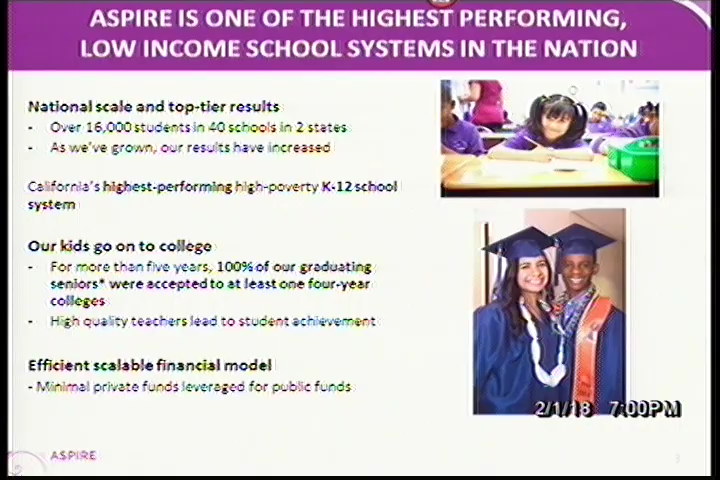 ASPIRE IS ONE OF THE HIGHEST PERFORMING,
LOW INCOME SCHOOL SYSTEMS IN THE NATION
National scale and top-tier results
- Over 16,000 students in 40 schools in 2 states
- As we've grown, our results have increased
California's highest-performing high-poverty K-12 school
system
Our kids go on to college
- For more than five years, 100% of our graduating
seniors* were accepted to at least one four-year
colleges
- High quality teachers lead to student achievement
Efficient scalable financial model
- Minimal private funds leveraged for public funds
2/1/18 7:00PM
ASPIRE